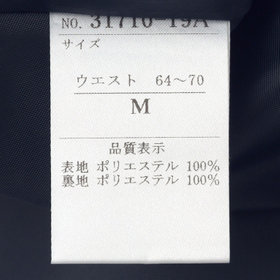 NO. 31710-19A
サイズ
ウエスト 64～70
M
品質表示
表地 ポリエステル 100%
裏地 ポリエステル 100%